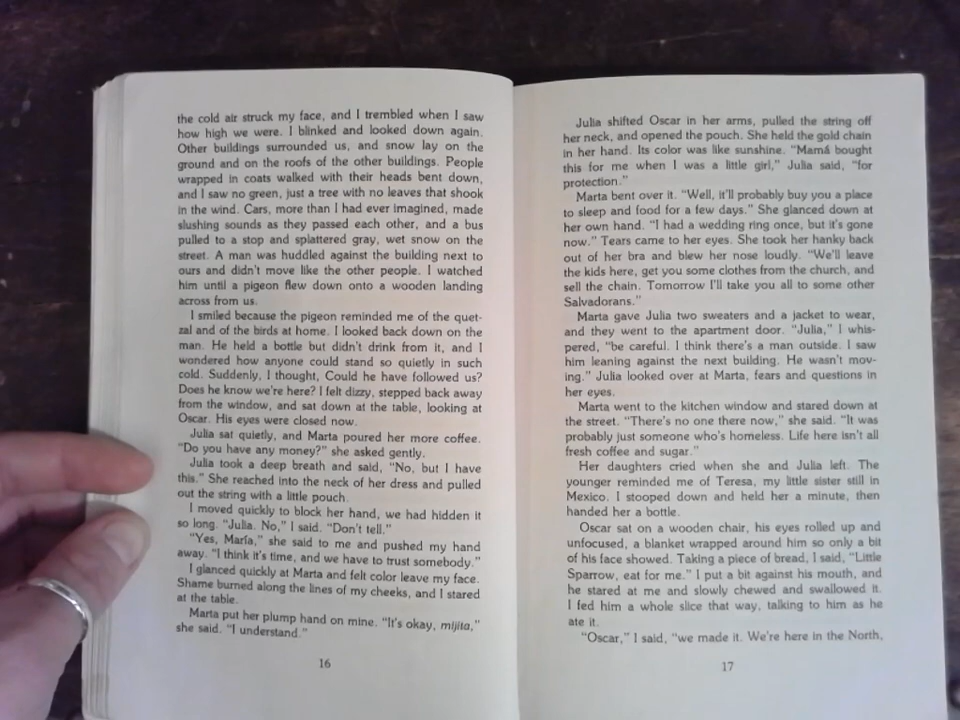 the cold air struck my face, and I trembled when I saw
how high we were. I blinked and looked down again.
Other buildings surrounded us, and snow lay on the
ground and on the roofs of the other buildings. People
wrapped in coats walked with their heads bent down,
and I saw no green, just a tree with no leaves that shook
in the wind. Cars, more than I had ever imagined, made
slushing sounds as they passed each other, and a bus
pulled to a stop and splattered gray, wet snow on the
street. A man was huddled against the building next to
ours and didn't move like the other people. I watched
him until a pigeon flew down onto a wooden landing
across from us.
I smiled because the pigeon reminded me of the quet-
zal and of the birds at home. I looked back down on the
man. He held a bottle but didn't drink from it, and I
wondered how anyone could stand so quietly in such
cold. Suddenly, I thought, Could he have followed us?
Does he know we're here? I felt dizzy, stepped back away
from the window, and sat down at the table, looking at
Oscar. His eyes were closed now.
Julia sat quietly, and Marta poured her more coffee.
"Do you have any money?" she asked gently.
Julia took a deep breath and said, "No, but I have
this." She reached into the neck of her dress and pulled
out the string with a little pouch.
I moved quickly to block her hand, we had hidden it
so long. "Julia. No," I said. "Don't tell."
"Yes, María," she said to me and pushed my hand
away. "I think it's time, and we have to trust somebody."
I glanced quickly at Marta and felt color leave my face.
Shame burned along the lines of my cheeks, and I stared
at the table.
Marta put her plump hand on mine. "It's okay, mijita,"
she said. "I understand."
16
Julia shifted Oscar in her arms, pulled the string off
her neck, and opened the pouch. She held the gold chain
in her hand. Its color was like sunshine. "Mamá bought
this for me when I was a little girl," Julia said, "for
protection."
Marta bent over it. "Well, it'll probably buy you a place
to sleep and food for a few days." She glanced down at
her own hand. "I had a wedding ring once, but it's gone
now." Tears came to her eyes. She took her hanky back
out of her bra and blew her nose loudly. "We'll leave
the kids here, get you some clothes from the church, and
sell the chain. Tomorrow I'll take you all to some other
Salvadorans."
Marta gave Julia two sweaters and a jacket to wear,
and they went to the apartment door. "Julia," I whis-
pered, "be careful. I think there's a man outside. I saw
him leaning against the next building. He wasn't mov-
ing." Julia looked over at Marta, fears and questions in
her eyes.
Marta went to the kitchen window and stared down at
the street. "There's no one there now," she said. "It was
probably just someone who's homeless. Life here isn't all
fresh coffee and sugar."
Her daughters cried when she and Julia left. The
younger reminded me of Teresa, my little sister still in
Mexico. I stooped down and held her a minute, then
handed her a bottle.
Oscar sat on a wooden chair, his eyes rolled up and
unfocused, a blanket wrapped around him so only a bit
of his face showed. Taking a piece of bread, I said, "Little
Sparrow, eat for me." I put a bit against his mouth, and
he stared at me and slowly chewed and swallowed it.
I fed him a whole slice that way, talking to him as he
ate it.
"Oscar," I said, "we made it. We're here in the North,
17